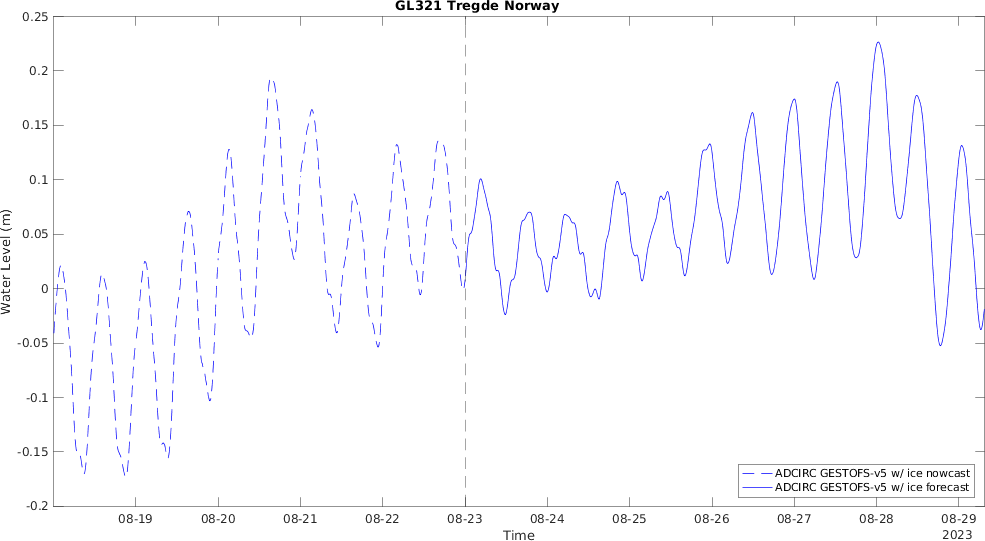 GL321 Tregde Norway
0.25
0.2
0.15
0.1
0.05
0
-0.05
-0.1
-0.15
-0.2
Water Level (m)
ADCIRC GESTOFS-v5 w/ ice nowcast
ADCIRC GESTOFS-v5 w/ ice forecast
08-19 08-20 08-21 08-22 08-23 08-24 08-25 08-26 08-27 08-28 08-29
Time
2023